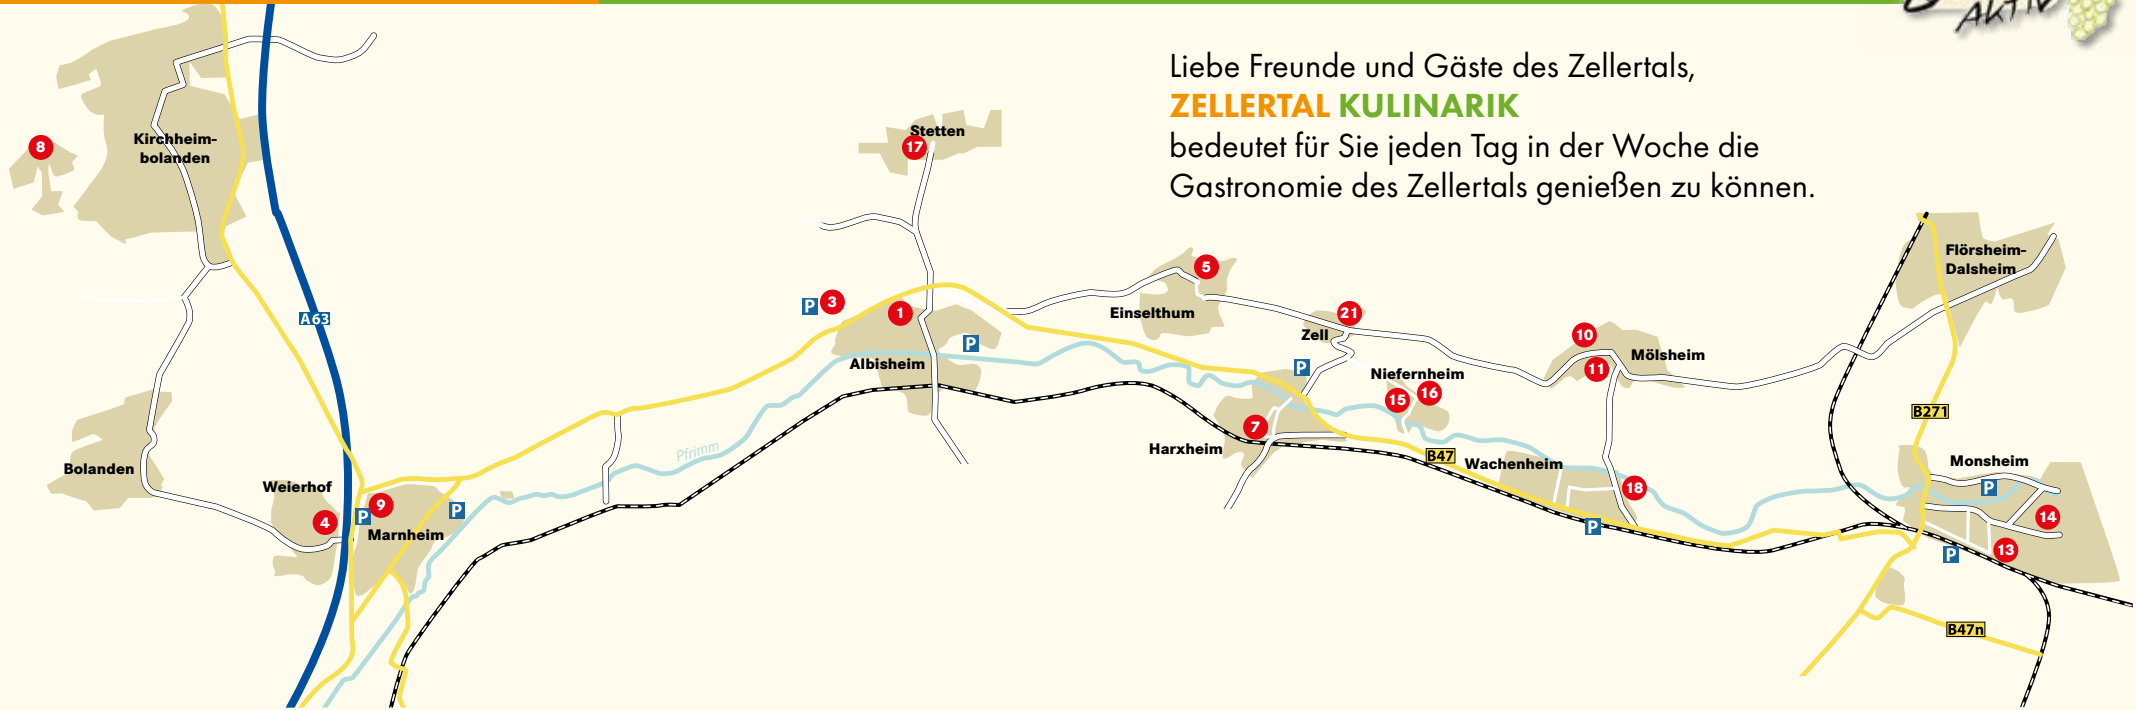 AKTIV
Liebe Freunde und Gäste des Zellertals,
ZELLERTAL KULINARIK
bedeutet für Sie jeden Tag in der Woche die
Gastronomie des Zellertals genießen zu können.
Kirchheim-
bolanden
8
Stetten
17
A63
P
3
1
P
Albisheim
5
Einselthum
21
Zell
P
Niefernheim
15
16
10
11
Mölsheim
Flörsheim-
Dalsheim
B271
7
Harxheim
B47
Wachenheim
18
P
Monsheim
P
14
13
P
B47n
Bolanden
Weierhof
4
P
9
P
Marnheim
Pfrimm